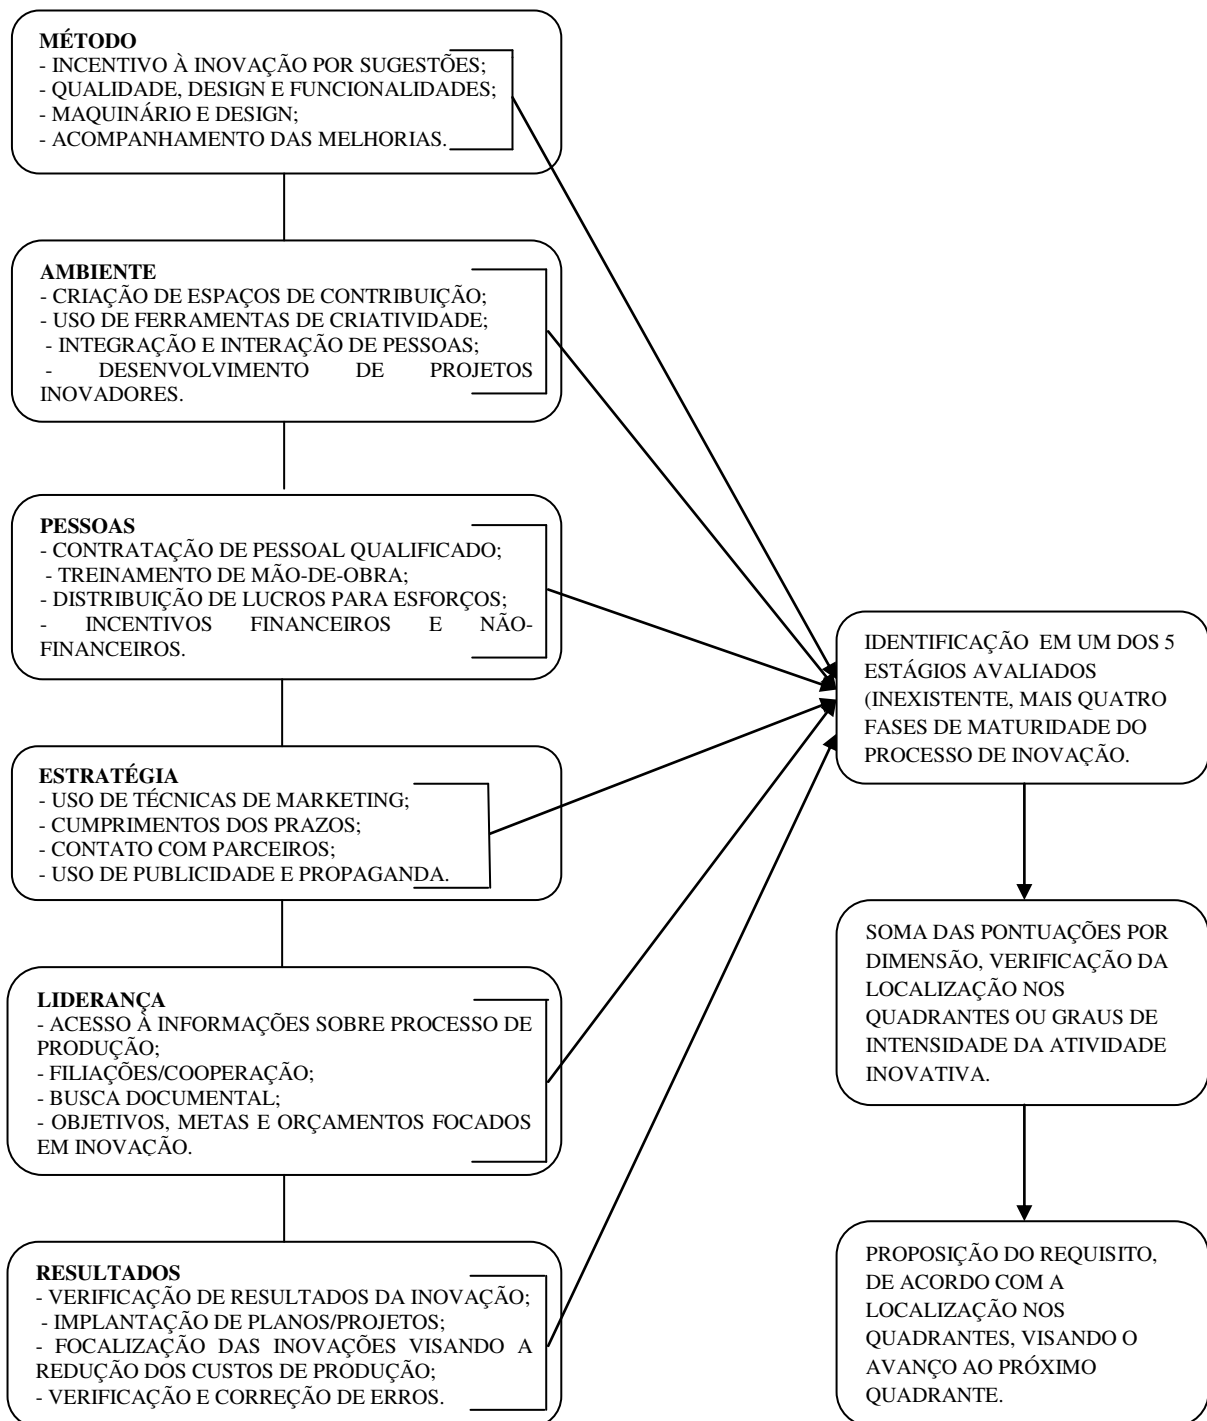 MÉTODO
- INCENTIVO À INOVAÇÃO POR SUGESTÕES;
- QUALIDADE, DESIGN E FUNCIONALIDADES;
- MAQUINÁRIO E DESIGN;
- ACOMPANHAMENTO DAS MELHORIAS.
AMBIENTE
- CRIAÇÃO DE ESPAÇOS DE CONTRIBUIÇÃO;
- USO DE FERRAMENTAS DE CRIATIVIDADE;
- INTEGRAÇÃO E INTERAÇÃO DE PESSOAS;
- DESENVOLVIMENTO DE PROJETOS
INOVADORES.
PESSOAS
- CONTRATAÇÃO DE PESSOAL QUALIFICADO;
- TREINAMENTO DE MÃO-DE-OBRA;
- DISTRIBUIÇÃO DE LUCROS PARA ESFORÇOS;
- INCENTIVOS FINANCEIROS E NÃO-
FINANCEIROS.
ESTRATÉGIA
- USO DE TÉCNICAS DE MARKETING;
- CUMPRIMENTOS DOS PRAZOS;
- CONTATO COM PARCEIROS;
- USO DE PUBLICIDADE E PROPAGANDA.
LIDERANÇA
- ACESSO À INFORMAÇÕES SOBRE PROCESSO DE
PRODUÇÃO;
- FILIAÇÕES/COOPERAÇÃO;
- BUSCA DOCUMENTAL;
- OBJETIVOS, METAS E ORÇAMENTOS FOCADOS
EM INOVAÇÃO.
RESULTADOS
- VERIFICAÇÃO DE RESULTADOS DA INOVAÇÃO;
- IMPLANTAÇÃO DE PLANOS/PROJETOS;
- FOCALIZAÇÃO DAS INOVAÇÕES VISANDO A
REDUÇÃO DOS CUSTOS DE PRODUÇÃO;
- VERIFICAÇÃO E CORREÇÃO DE ERROS.
IDENTIFICAÇÃO EM UM DOS 5
ESTÁGIOS AVALIADOS
(INEXISTENTE, MAIS QUATRO
FASES DE MATURIDADE DO
PROCESSO DE INOVAÇÃO.
SOMA DAS PONTUAÇÕES POR
DIMENSÃO, VERIFICAÇÃO DA
LOCALIZAÇÃO NOS
QUADRANTES OU GRAUS DE
INTENSIDADE DA ATIVIDADE
INOVATIVA.
PROPOSIÇÃO DO REQUISITO,
DE ACORDO COM A
LOCALIZAÇÃO NOS
QUADRANTES, VISANDO O
AVANÇO AO PRÓXIMO
QUADRANTE.